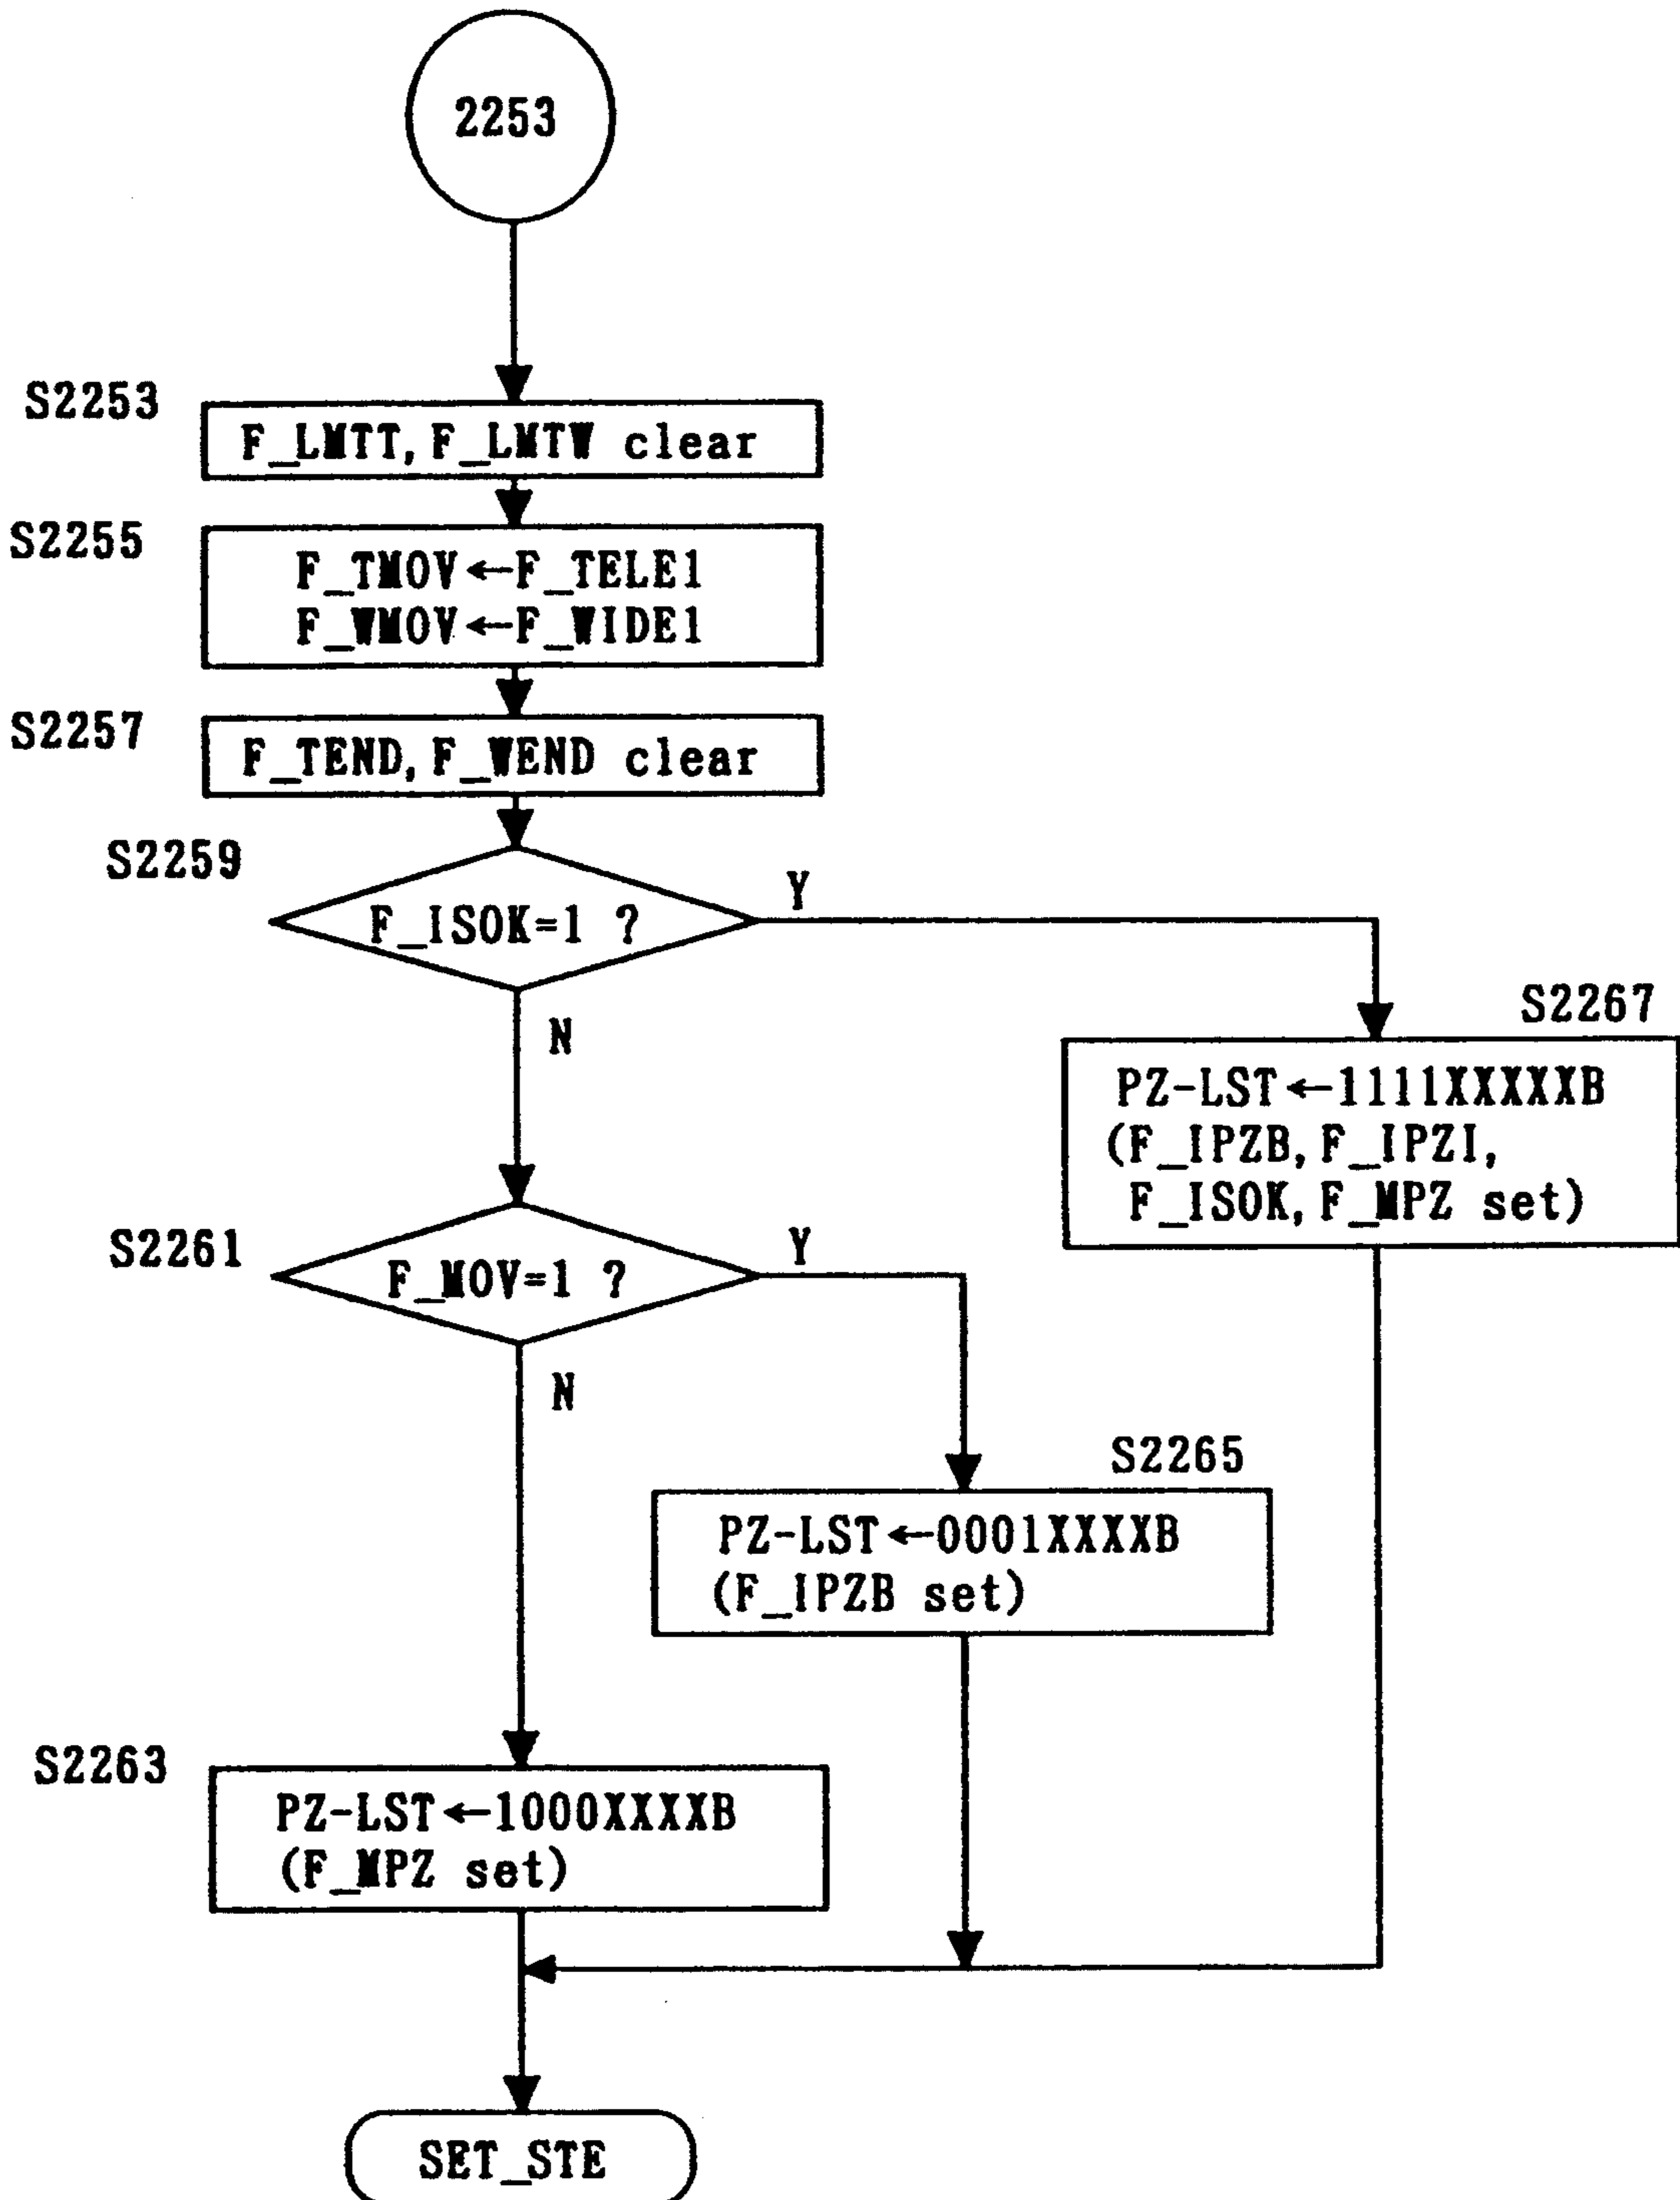 2253
S2253
F_LMTT, F_LMTW clear
S2255
F_TMOV←F_TELE1
F_WMOV←F_WIDE1
S2257
F_TEND, F_WEND clear
S2259
F_ISOK=1 ?
Y
N
S2267
PZ-LST←1111XXXXXB
(F_IPZB, F_IPZI,
F_ISOK, F_MPZ set)
S2261
F_MOV=1 ?
Y
N
S2265
PZ-LST←0001XXXXB
(F_IPZB set)
S2263
PZ-LST←1000XXXXB
(F_MPZ set)
SET_STE